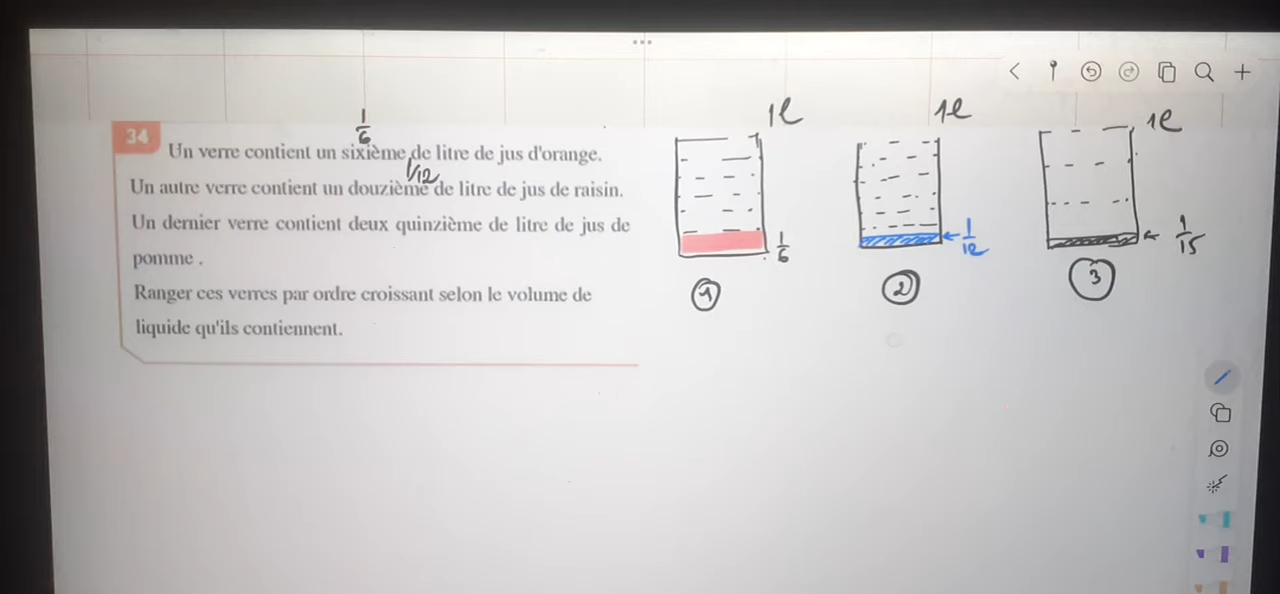 1/6
34
Un verre contient un sixième de litre de jus d'orange.
1/12
Un autre verre contient un douzième de litre de jus de raisin.
Un dernier verre contient deux quinzième de litre de jus de
pomme .
Ranger ces verres par ordre croissant selon le volume de
liquide qu'ils contiennent.
1l 1l 1l
1/6 1/12 1/15
1 2 3